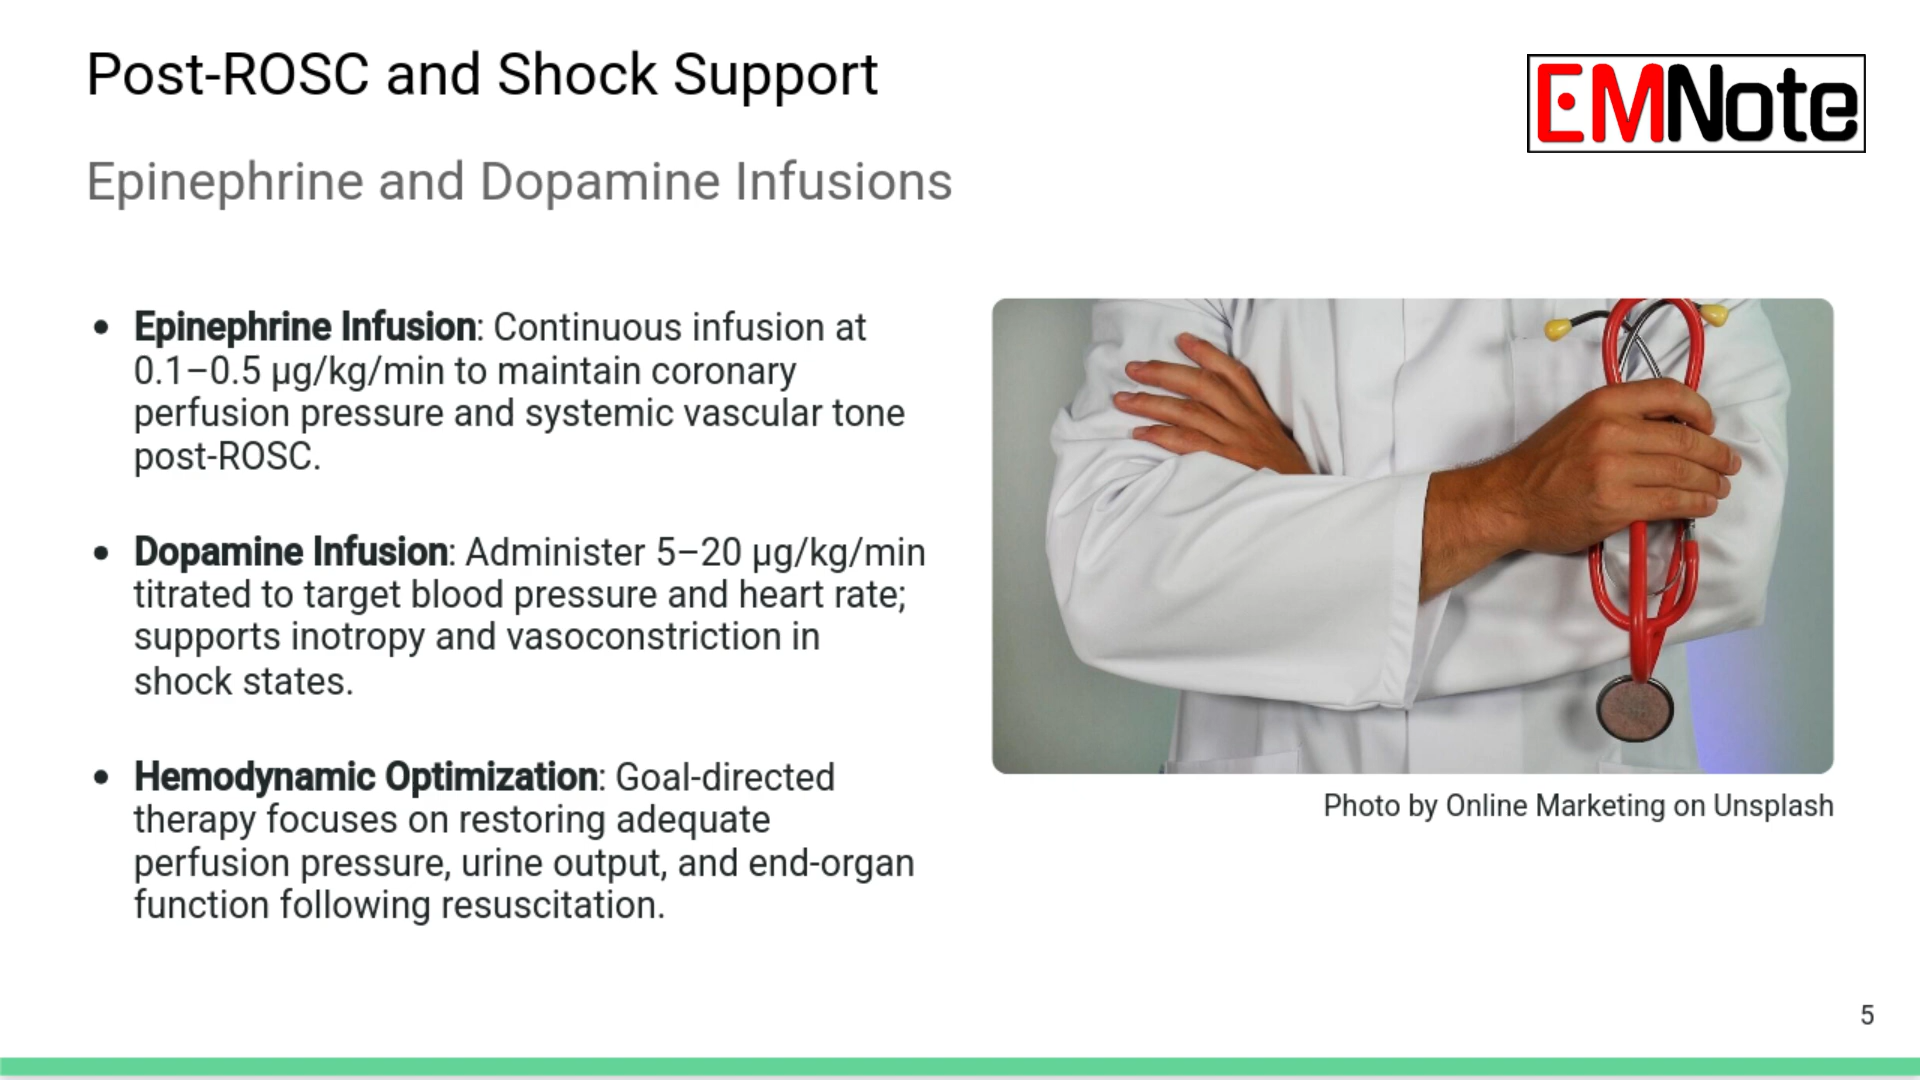 Post-ROSC and Shock Support
EMNote
Epinephrine and Dopamine Infusions
• Epinephrine Infusion: Continuous infusion at
0.1–0.5 µg/kg/min to maintain coronary
perfusion pressure and systemic vascular tone
post-ROSC.
• Dopamine Infusion: Administer 5–20 µg/kg/min
titrated to target blood pressure and heart rate;
supports inotropy and vasoconstriction in
shock states.
• Hemodynamic Optimization: Goal-directed
therapy focuses on restoring adequate
perfusion pressure, urine output, and end-organ
function following resuscitation.
Photo by Online Marketing on Unsplash
5